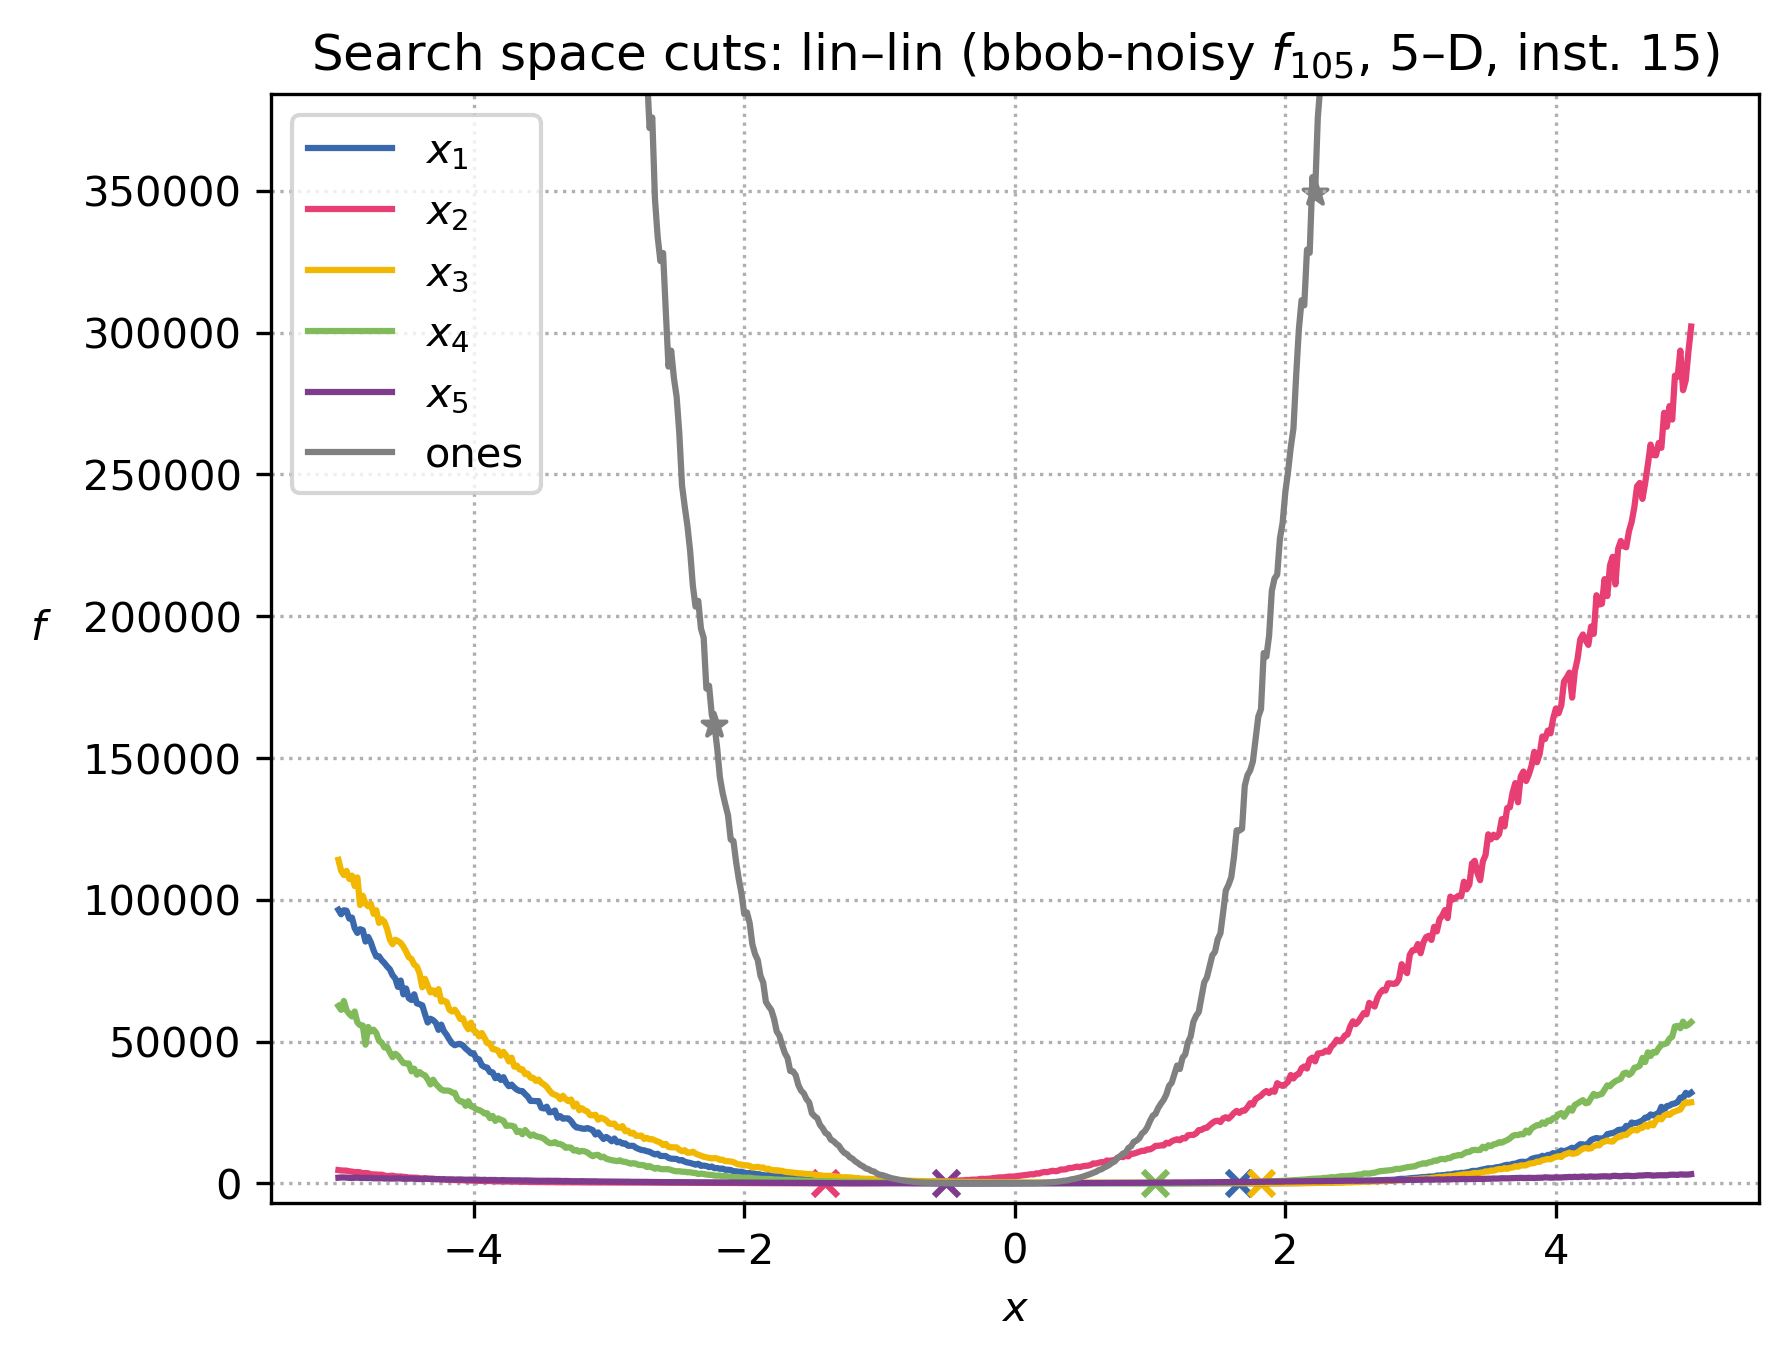 Search space cuts: lin–lin (bbob-noisy f₁₀₅, 5–D, inst. 15)
x₁
x₂
x₃
x₄
x₅
ones
350000
300000
250000
200000
150000
100000
50000
0
f
−4 −2 0 2 4
x